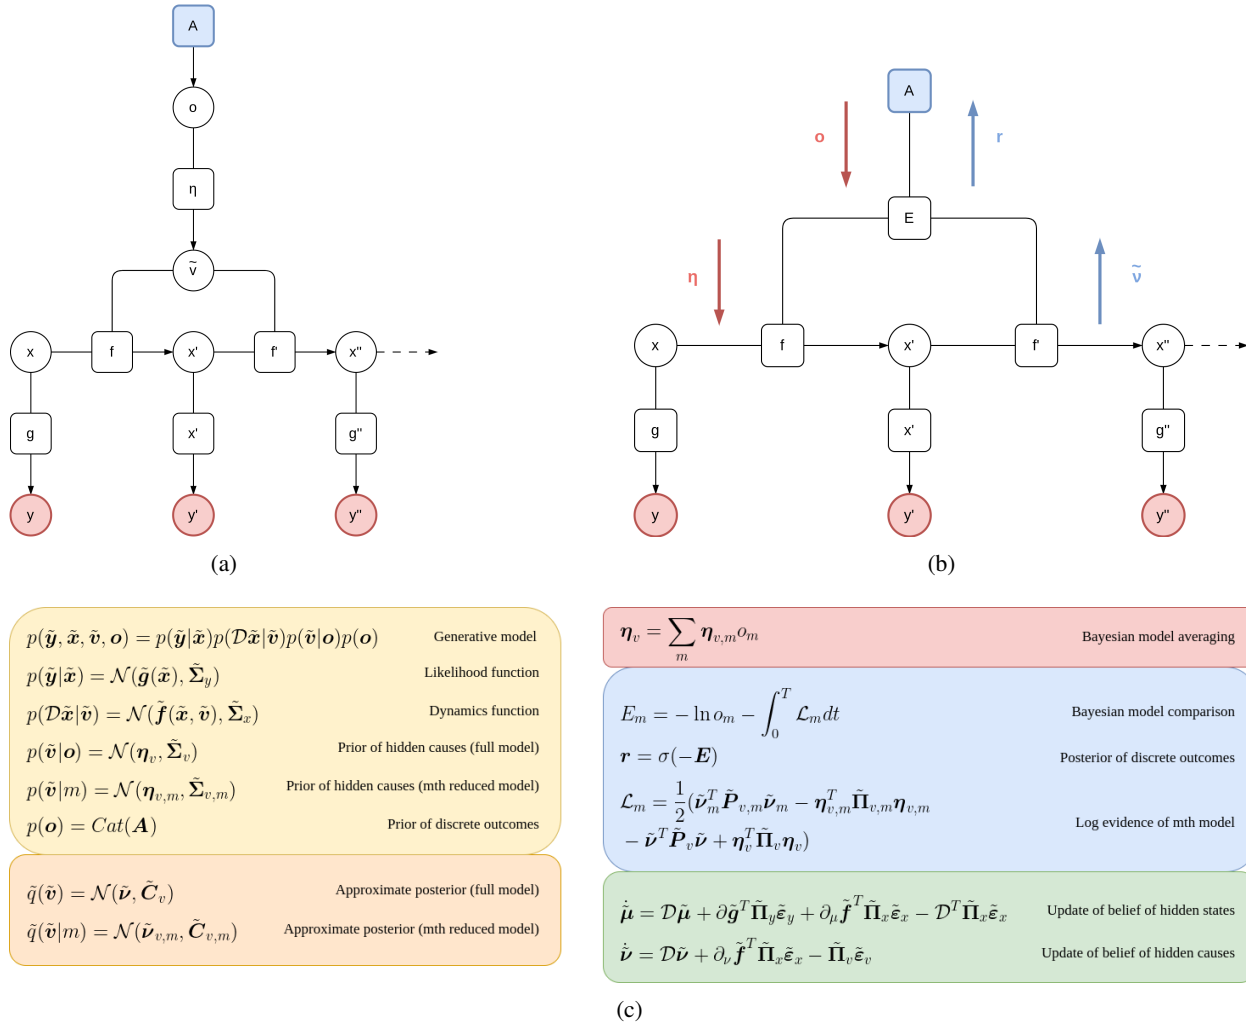 A
o
η
ṽ
x f x' f' x''
g x' g''
y y' y''
(a)
A
o r
E
η ν̃
x f x' f' x''
g x' g''
y y' y''
(b)
p(ỹ, x̃, ṽ, o) = p(ỹ|x̃)p(𝒟x̃|ṽ)p(ṽ|o)p(o) Generative model
p(ỹ|x̃) = 𝒩(g̃(x̃), Σ̃_y) Likelihood function
p(𝒟x̃|ṽ) = 𝒩(f̃(x̃, ṽ), Σ̃_x) Dynamics function
p(ṽ|o) = 𝒩(η_v, Σ̃_v) Prior of hidden causes (full model)
p(ṽ|m) = 𝒩(η_{v,m}, Σ̃_{v,m}) Prior of hidden causes (mth reduced model)
p(o) = Cat(A) Prior of discrete outcomes
q̃(ṽ) = 𝒩(ν̃, C̃_v) Approximate posterior (full model)
q̃(ṽ|m) = 𝒩(ν̃_{v,m}, C̃_{v,m}) Approximate posterior (mth reduced model)
η_v = ∑_m η_{v,m} o_m Bayesian model averaging
E_m = − ln o_m − ∫_0^T ℒ_m dt Bayesian model comparison
r = σ(−E) Posterior of discrete outcomes
ℒ_m = 1/2(ν̃_m^T P̃_{v,m} ν̃_m − η_{v,m}^T Π̃_{v,m} η_{v,m}
− ν̃^T P̃_v ν̃ + η_v^T Π̃_v η_v) Log evidence of mth model
μ̃̇ = 𝒟μ̃ + ∂g̃^T Π̃_y ε̃_y + ∂_μ f̃^T Π̃_x ε̃_x − 𝒟^T Π̃_x ε̃_x Update of belief of hidden states
ν̃̇ = 𝒟ν̃ + ∂_ν f̃^T Π̃_x ε̃_x − Π̃_v ε̃_v Update of belief of hidden causes
(c)